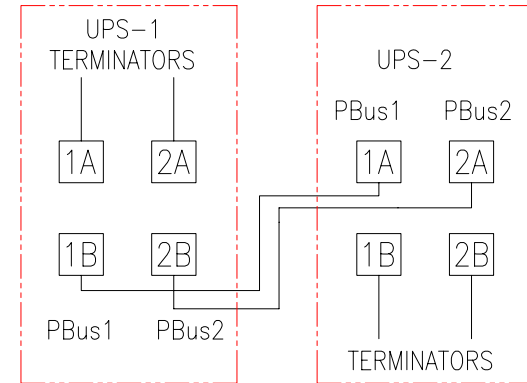 UPS-1
TERMINATORS
1A
2A
1B
2B
PBus1
PBus2
UPS-2
PBus1
PBus2
1A
2A
1B
2B
TERMINATORS